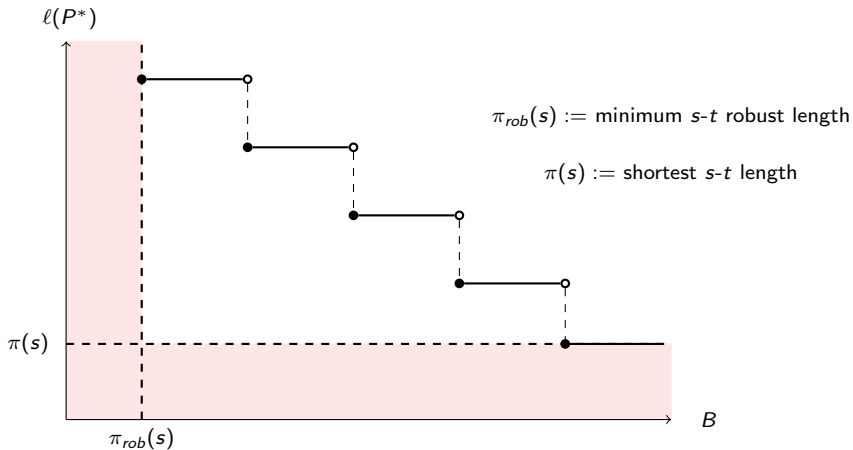 ℓ(P*)
π_rob(s) := minimum s-t robust length
π(s) := shortest s-t length
π(s)
B
π_rob(s)